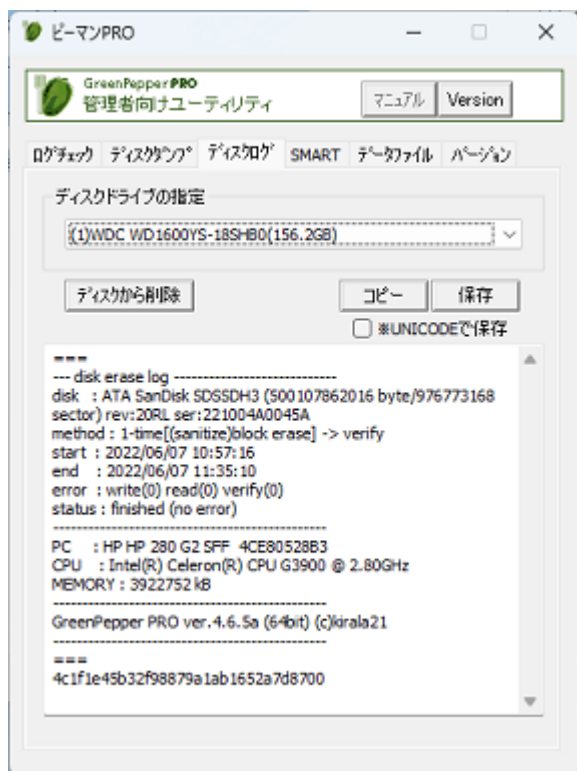 ピーマンPRO
GreenPepper PRO
管理者向けユーティリティ
マニュアル Version
ログチェック ディスクダンプ ディスクログ SMART データファイル バージョン
ディスクドライブの指定
(1)WDC WD1600YS-18SHB0(156.2GB)
ディスクから削除 コピー 保存
※UNICODEで保存
===
--- disk erase log ----------------------------
disk : ATA SanDisk SDSSDH3 (500107862016 byte/976773168
sector) rev:20RL ser:221004A0045A
method : 1-time[(sanitize)block erase] -> verify
start : 2022/06/07 10:57:16
end : 2022/06/07 11:35:10
error : write(0) read(0) verify(0)
status : finished (no error)
------------------------------------------------
PC : HP HP 280 G2 SFF 4CE80528B3
CPU : Intel(R) Celeron(R) CPU G3900 @ 2.80GHz
MEMORY : 3922752 kB
------------------------------------------------
GreenPepper PRO ver.4.6.5a (64bit) (c)kirala21
------------------------------------------------
===
4c1f1e45b32f98879a1ab1652a7d8700